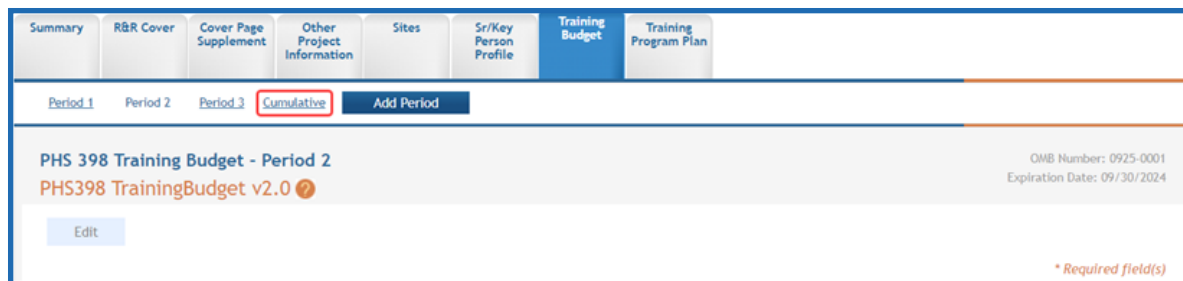 Summary
R&R Cover
Cover Page
Supplement
Other
Project
Information
Sites
Sr/Key
Person
Profile
Training
Budget
Training
Program Plan
Period 1 Period 2 Period 3 Cumulative Add Period
PHS 398 Training Budget - Period 2
OMB Number: 0925-0001
PHS398 TrainingBudget v2.0 ?
Expiration Date: 09/30/2024
Edit
* Required field(s)